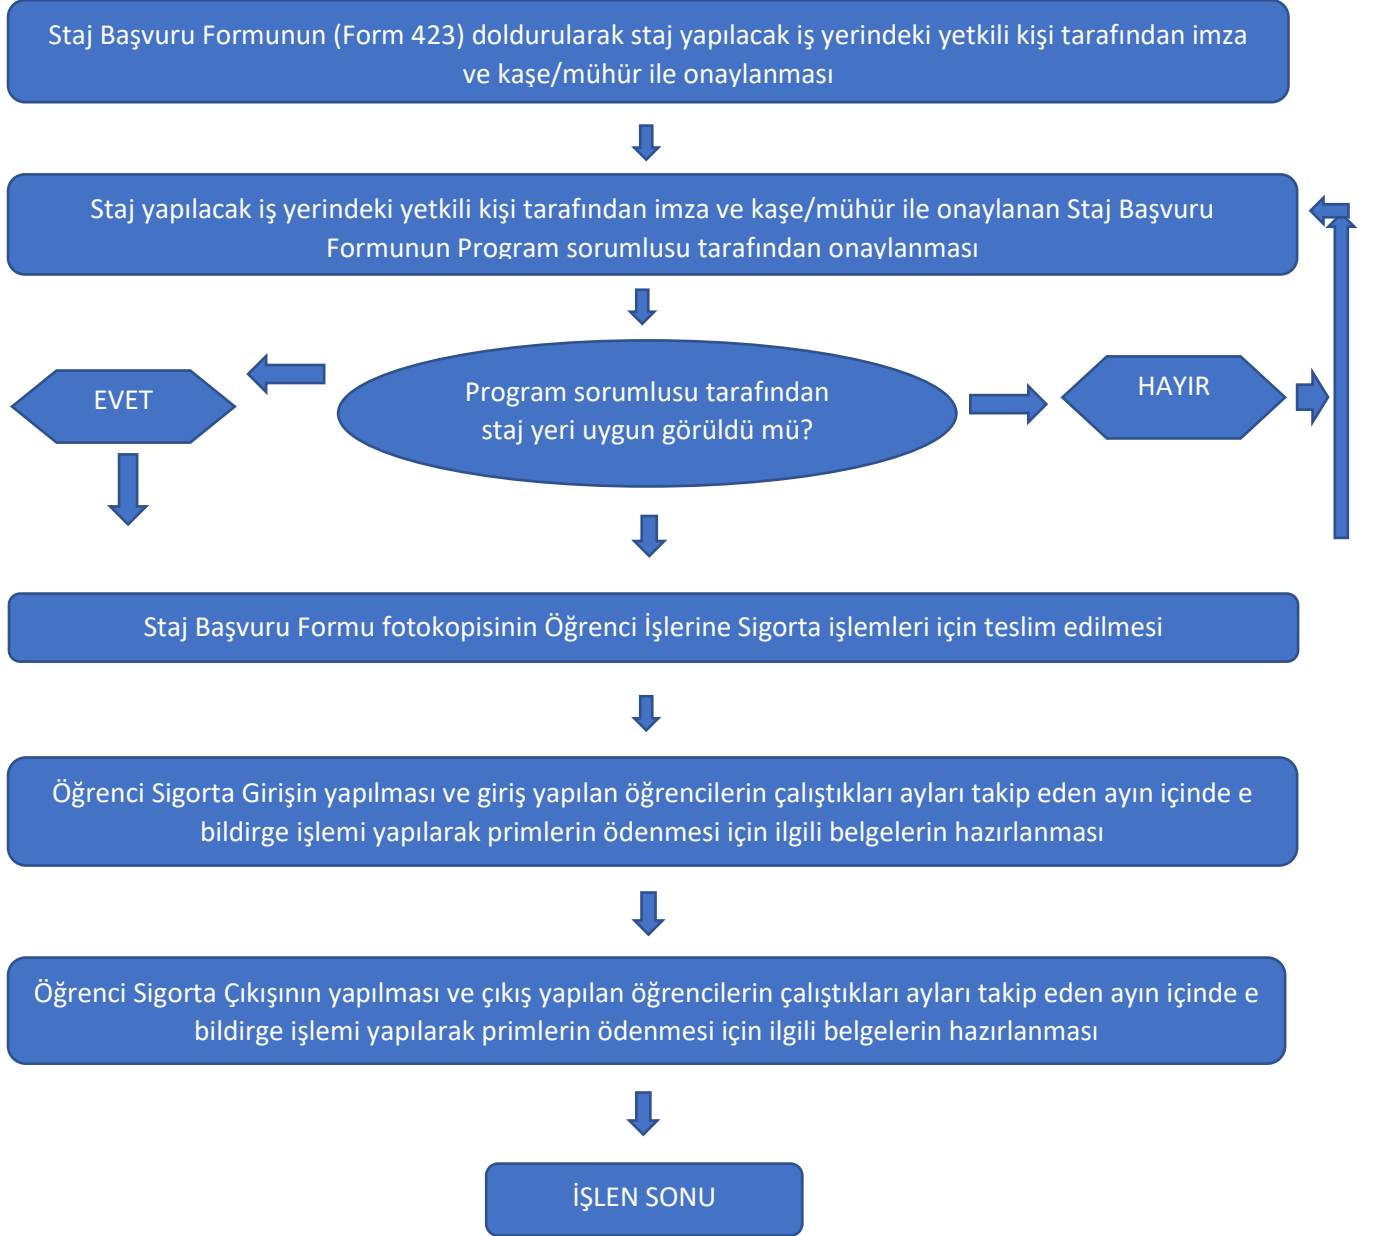 Staj Başvuru Formunun (Form 423) doldurularak staj yapılacak iş yerindeki yetkili kişi tarafından imza
ve kaşe/mühür ile onaylanması
Staj yapılacak iş yerindeki yetkili kişi tarafından imza ve kaşe/mühür ile onaylanan Staj Başvuru
Formunun Program sorumlusu tarafından onaylanması
EVET
Program sorumlusu tarafından
staj yeri uygun görüldü mü?
HAYIR
Staj Başvuru Formu fotokopisinin Öğrenci İşlerine Sigorta işlemleri için teslim edilmesi
Öğrenci Sigorta Girişin yapılması ve giriş yapılan öğrencilerin çalıştıkları ayları takip eden ayın içinde e
bildirge işlemi yapılarak primlerin ödenmesi için ilgili belgelerin hazırlanması
Öğrenci Sigorta Çıkışının yapılması ve çıkış yapılan öğrencilerin çalıştıkları ayları takip eden ayın içinde e
bildirge işlemi yapılarak primlerin ödenmesi için ilgili belgelerin hazırlanması
İŞLEN SONU